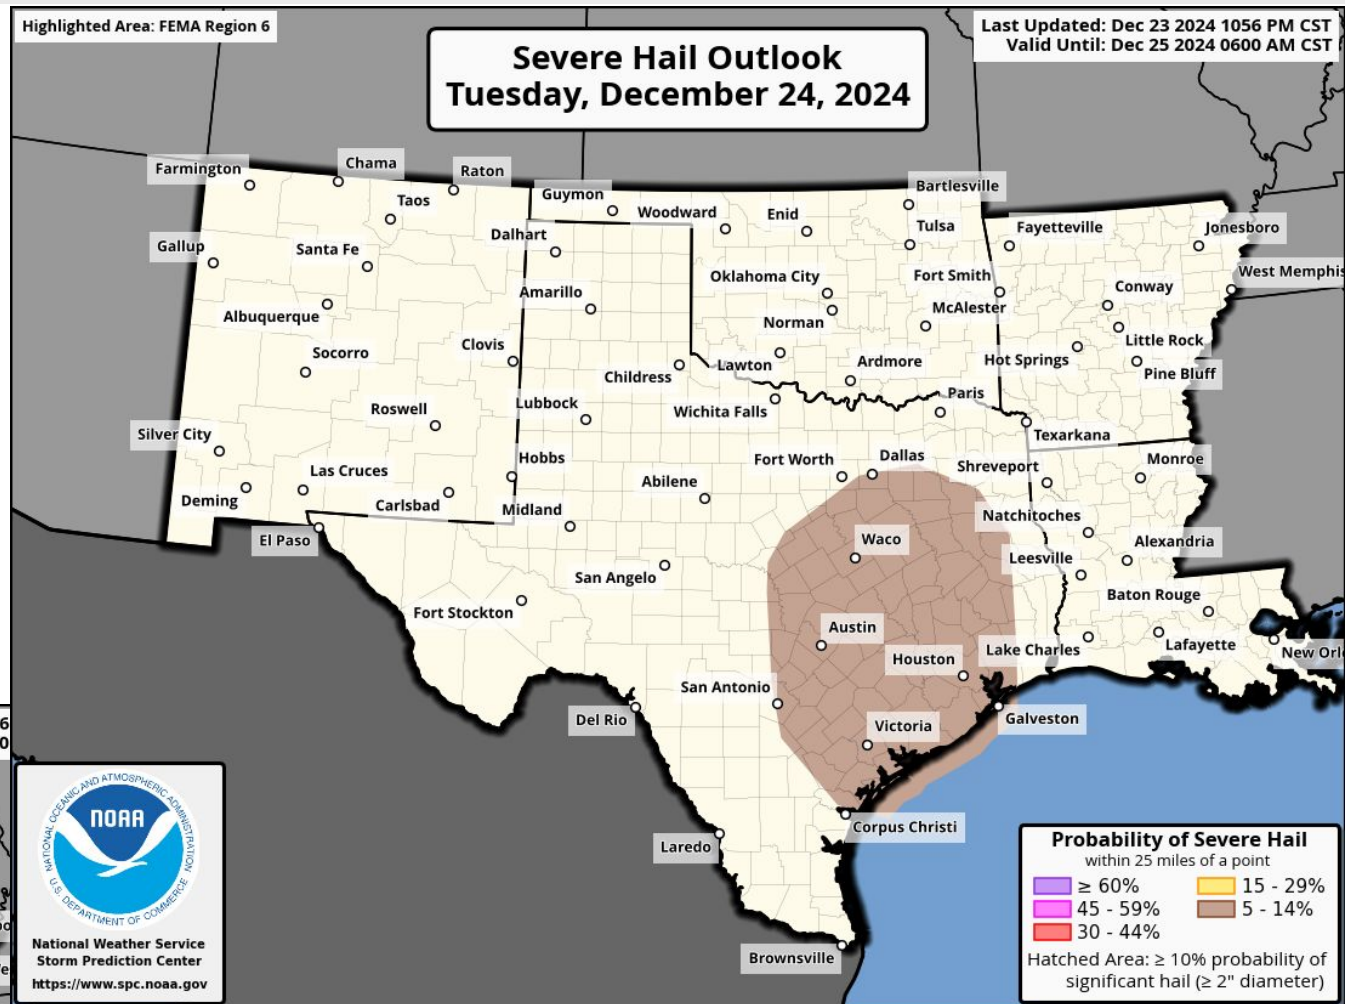 Highlighted Area: FEMA Region 6
Severe Hail Outlook
Tuesday, December 24, 2024
Last Updated: Dec 23 2024 1056 PM CST
Valid Until: Dec 25 2024 0600 AM CST
Farmington
Chama
Raton
Taos
Guymon
Woodward
Enid
Bartlesville
Tulsa
Fayetteville
Jonesboro
Gallup
Santa Fe
Dalhart
Oklahoma City
Fort Smith
West Memphis
Amarillo
Conway
Albuquerque
Norman
McAlester
Socorro
Clovis
Little Rock
Childress
Lawton
Ardmore
Hot Springs
Pine Bluff
Roswell
Lubbock
Wichita Falls
Paris
Silver City
Texarkana
Las Cruces
Hobbs
Fort Worth
Dallas
Shreveport
Monroe
Deming
Carlsbad
Midland
Abilene
Natchitoches
El Paso
Waco
Alexandria
Leesville
San Angelo
Baton Rouge
Fort Stockton
Austin
Houston
Lake Charles
Lafayette
New Orl
San Antonio
Del Rio
Victoria
Galveston
Corpus Christi
Laredo
Brownsville
6
0
NATIONAL OCEANIC AND ATMOSPHERIC ADMINISTRATION
NOAA
U.S. DEPARTMENT OF COMMERCE
National Weather Service
Storm Prediction Center
https://www.spc.noaa.gov
Probability of Severe Hail
within 25 miles of a point
≥ 60%
15 - 29%
45 - 59%
5 - 14%
30 - 44%
Hatched Area: ≥ 10% probability of
significant hail (≥ 2" diameter)